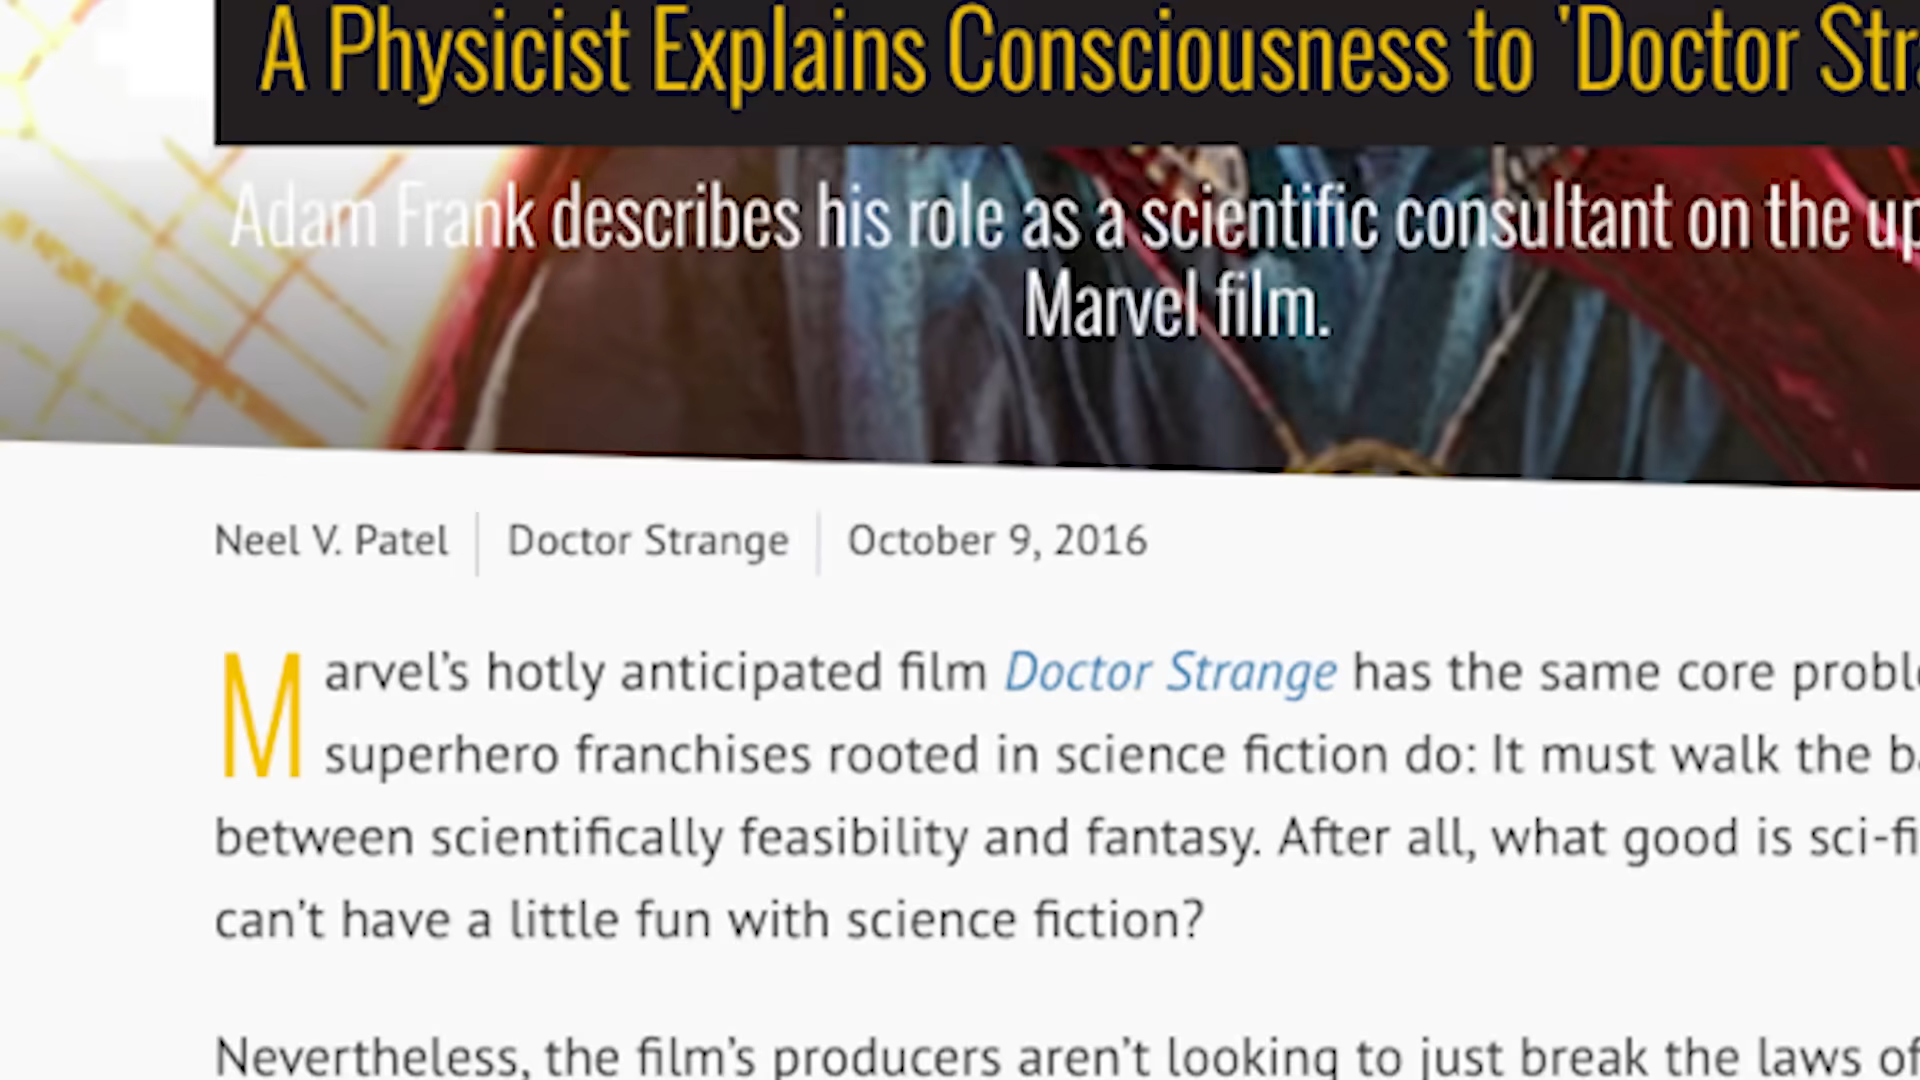 A Physicist Explains Consciousness to 'Doctor Str
Adam Frank describes his role as a scientific consultant on the up
Marvel film.
Neel V. Patel | Doctor Strange | October 9, 2016
Marvel's hotly anticipated film Doctor Strange has the same core proble
superhero franchises rooted in science fiction do: It must walk the ba
between scientifically feasibility and fantasy. After all, what good is sci-fi
can't have a little fun with science fiction?
Nevertheless, the film's producers aren't looking to just break the laws of